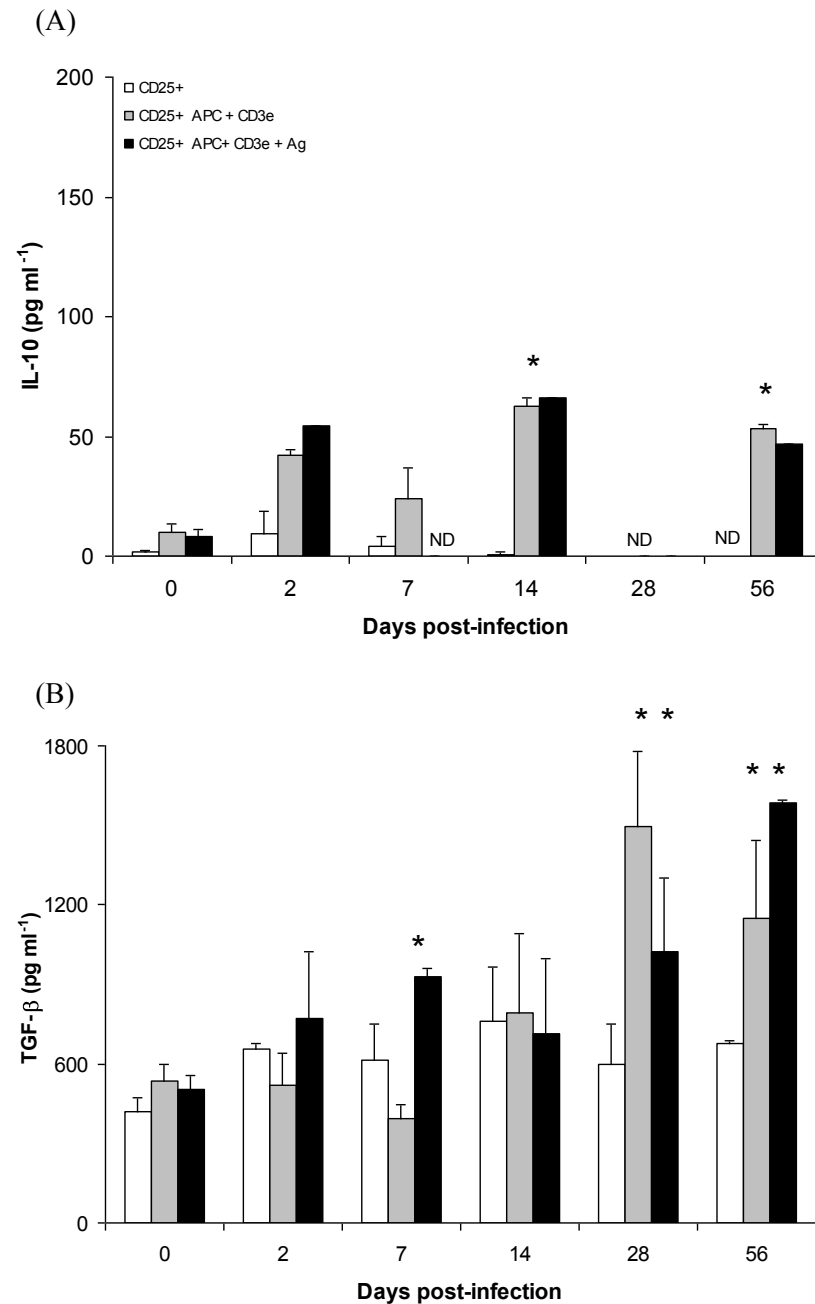 (A)
200
CD25+
CD25+ APC + CD3e
CD25+ APC+ CD3e + Ag
150
IL-10 (pg ml⁻¹)
100
*
*
50
ND
ND
ND
0
0 2 7 14 28 56
Days post-infection
(B)
* *
1800
* *
TGF-β (pg ml⁻¹)
1200
*
600
0
0 2 7 14 28 56
Days post-infection